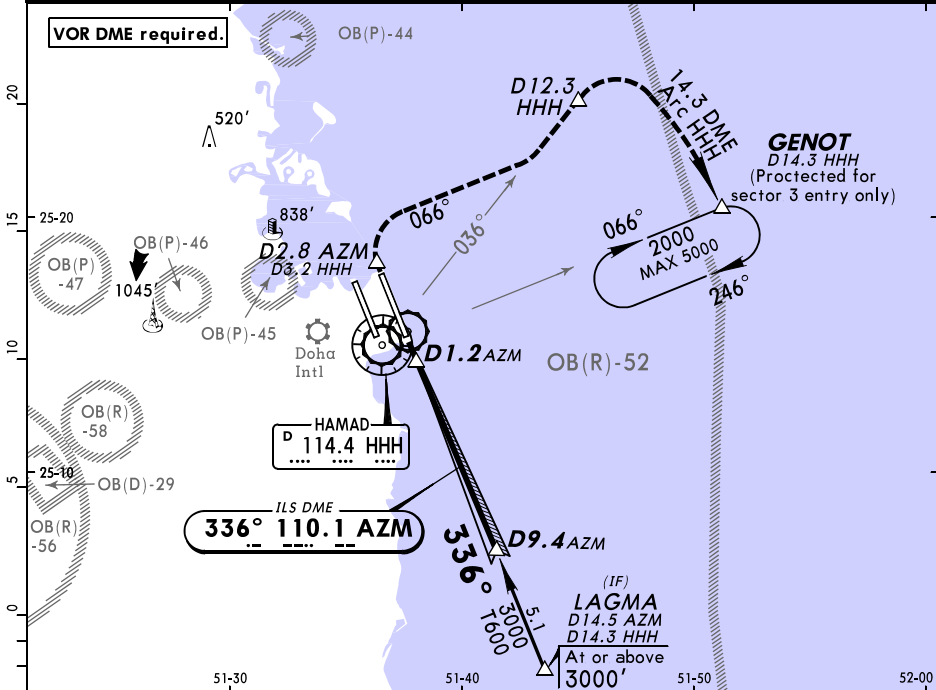 VOR DME required.
OB(P)-44
20
520'
D12.3
HHH
14.3 DME
Arc HHH
GENOT
D14.3 HHH
(Proctected for
sector 3 entry only)
15
25-20
838'
066°
036°
066°
2000
MAX 5000
246°
OB(P)-46
OB(P)
-47
1045'
D2.8 AZM
D3.2 HHH
OB(P)-45
Doha
Intl
10
D1.2 AZM
OB(R)-52
HAMAD
D 114.4 HHH
OB(R)
-58
25-10
5
OB(D)-29
OB(R)
-56
ILS DME
336° 110.1 AZM
D9.4 AZM
336°
5.1
3000
T600
(IF)
LAGMA
D14.5 AZM
D14.3 HHH
At or above
3000'
0
51-30
51-40
51-50
52-00